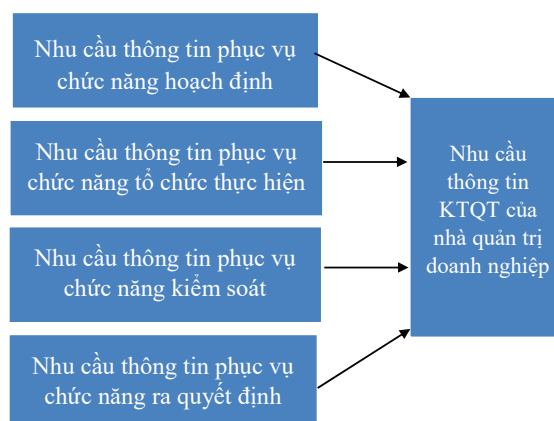 Nhu cầu thông tin phục vụ
chức năng hoạch định
Nhu cầu thông tin phục vụ
chức năng tổ chức thực hiện
Nhu cầu thông tin phục vụ
chức năng kiểm soát
Nhu cầu thông tin phục vụ
chức năng ra quyết định
Nhu cầu
thông tin
KTQT của
nhà quản trị
doanh nghiệp